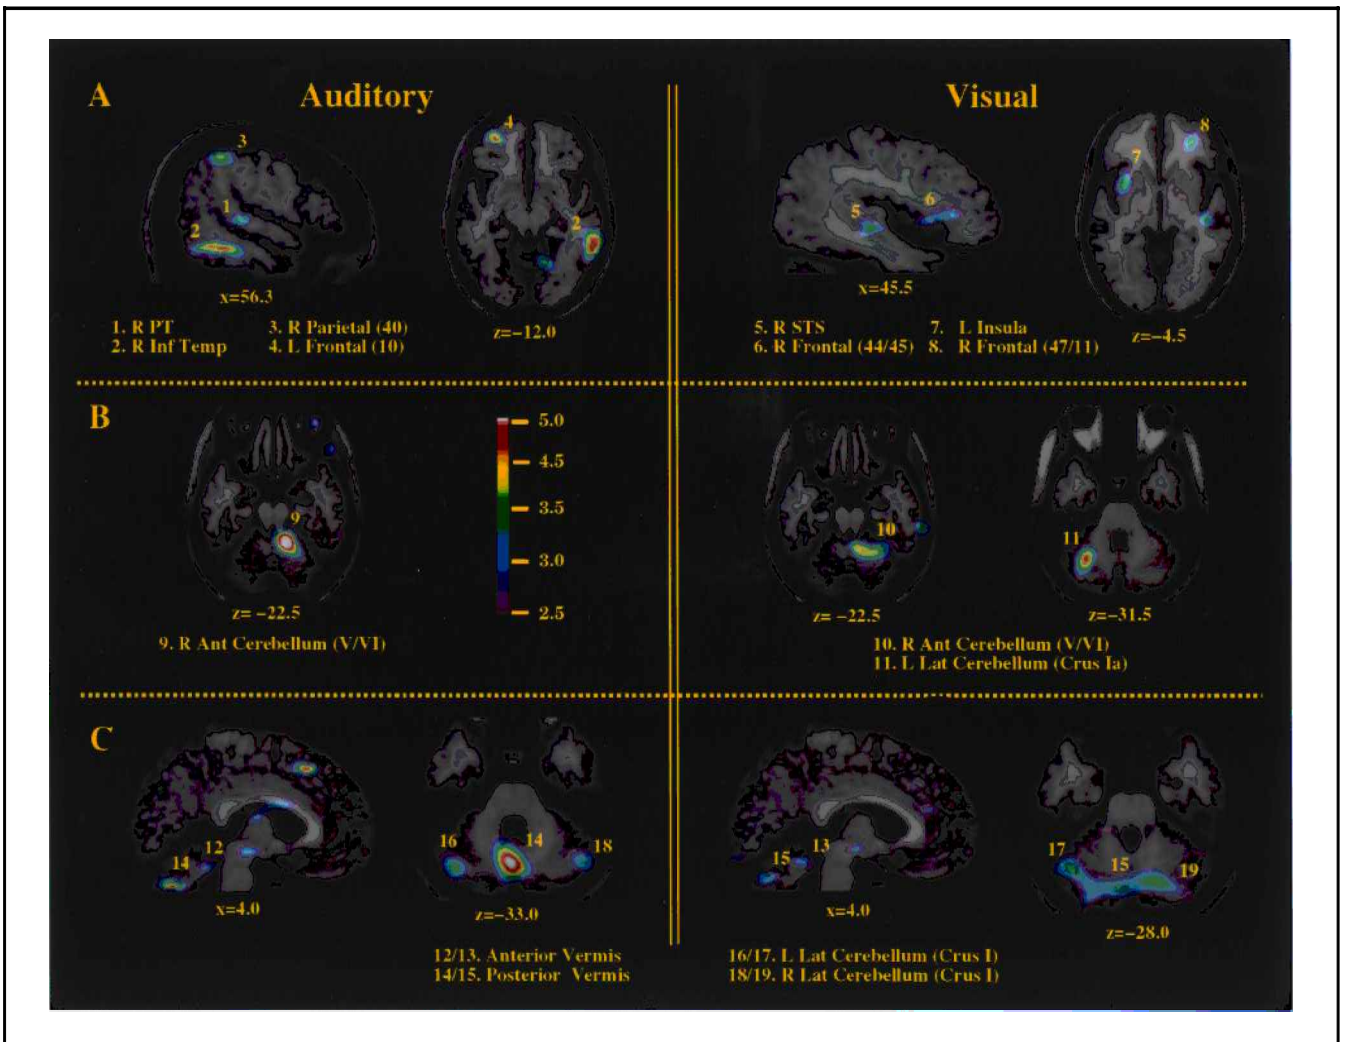 A
Auditory
Visual
3
4
1
2
2
5
6
7
8
x=56.3
x=45.5
1. R PT
3. R Parietal (40)
2. R Inf Temp
4. L Frontal (10)
z=−12.0
5. R STS
7. L Insula
6. R Frontal (44/45)
8. R Frontal (47/11)
z=−4.5
B
5.0
4.5
3.5
3.0
2.5
9
10
11
z= −22.5
z= −22.5
z=−31.5
9. R Ant Cerebellum (V/VI)
10. R Ant Cerebellum (V/VI)
11. L Lat Cerebellum (Crus Ia)
C
12
14
16
14
18
13
15
17
15
19
x=4.0
z=−33.0
x=4.0
z=−28.0
12/13. Anterior Vermis
14/15. Posterior Vermis
16/17. L Lat Cerebellum (Crus I)
18/19. R Lat Cerebellum (Crus I)